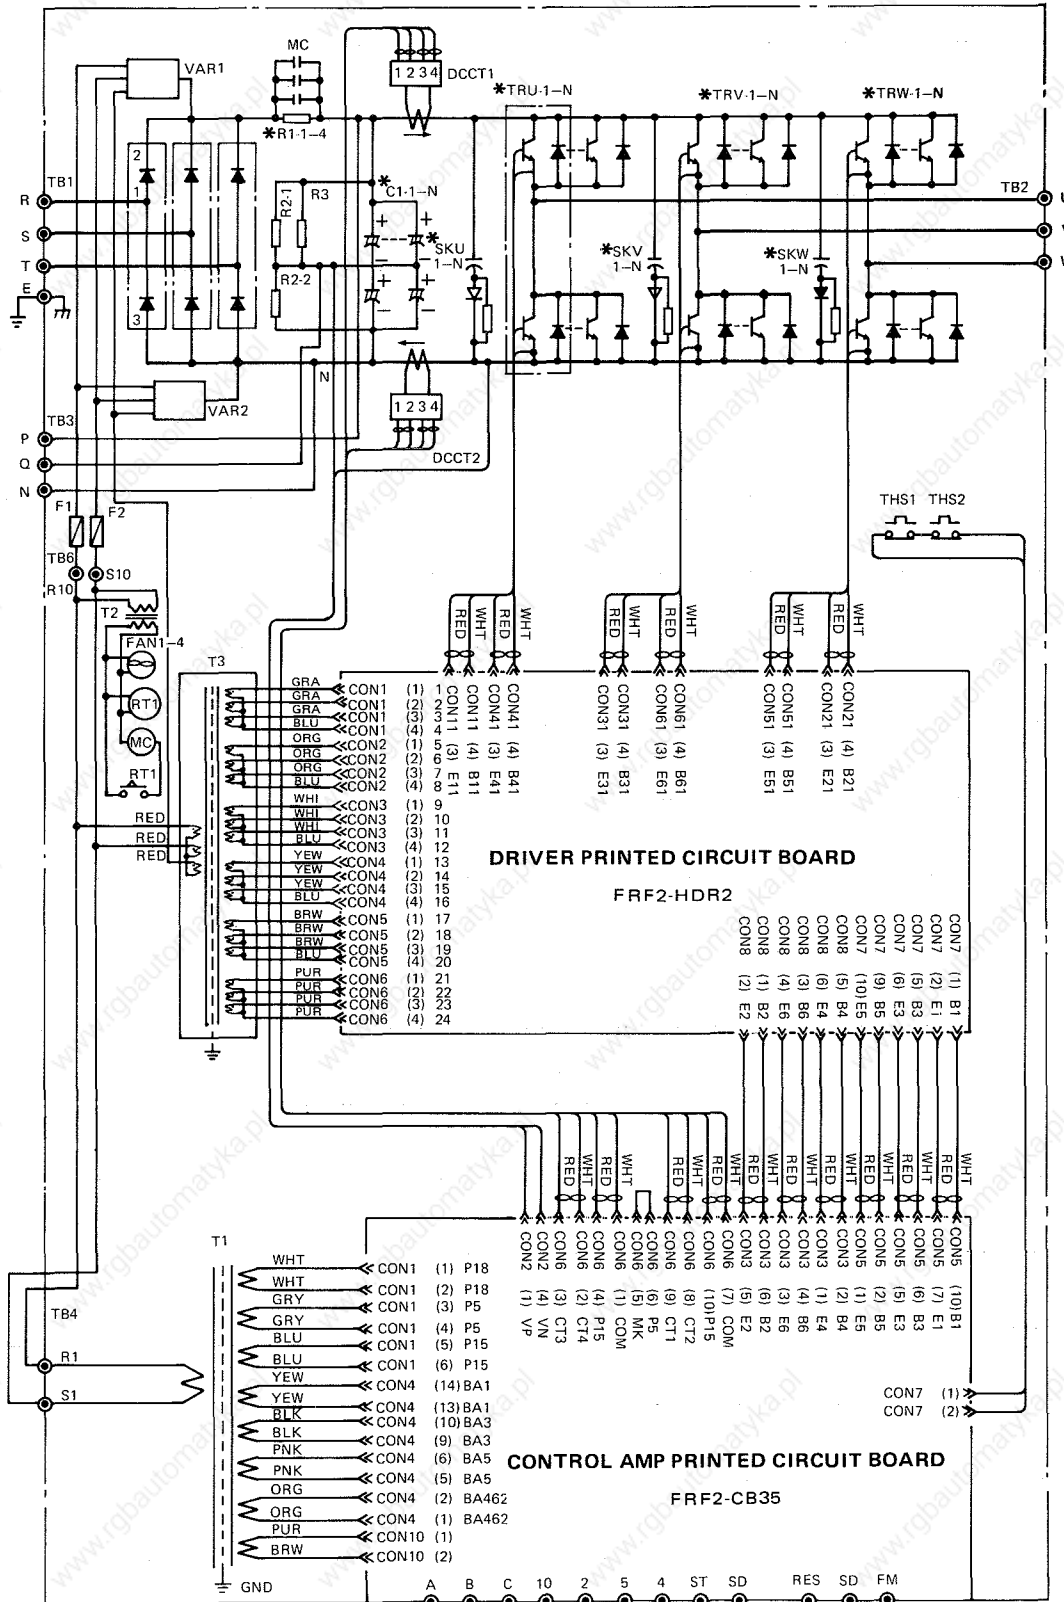 MC
VAR1
1 2 3 4
DCCT1
*TRU-1-N
*TRV-1-N
*TRW-1-N
*R1-1-4
2
1
TB1
R
S
T
E
3
R2-1
R3
R2-2
*C1-1-N
+
+
-
-
+
+
-
-
*SKU
1-N
*SKV
1-N
*SKW
1-N
TB2
N
VAR2
1 2 3 4
DCCT2
TB3
P
Q
N
F1
F2
TB6
R10
S10
T2
FAN1-4
RT1
MC
RT1
RED
RED
RED
THS1 THS2
RED
WHT
RED
WHT
RED
WHT
RED
WHT
RED
WHT
RED
WHT
T3
GRA CON1 (1) 1
GRA CON1 (2) 2
GRA CON1 (3) 3
BLU CON1 (4) 4
ORG CON2 (1) 5
ORG CON2 (2) 6
ORG CON2 (3) 7
BLU CON2 (4) 8
WHI CON3 (1) 9
WHI CON3 (2) 10
WHI CON3 (3) 11
BLU CON3 (4) 12
YEW CON4 (1) 13
YEW CON4 (2) 14
YEW CON4 (3) 15
BLU CON4 (4) 16
BRW CON5 (1) 17
BRW CON5 (2) 18
BRW CON5 (3) 19
BLU CON5 (4) 20
PUR CON6 (1) 21
PUR CON6 (2) 22
PUR CON6 (3) 23
PUR CON6 (4) 24
CON11 (3) E11
CON11 (4) B11
CON41 (3) E41
CON41 (4) B41
CON31 (3) E31
CON31 (4) B31
CON61 (3) E61
CON61 (4) B61
CON51 (3) E51
CON51 (4) B51
CON21 (3) E21
CON21 (4) B21
DRIVER PRINTED CIRCUIT BOARD
FRF2-HDR2
CON8 (2) E2
CON8 (1) B2
CON8 (4) E6
CON8 (3) B6
CON8 (6) E4
CON8 (5) B4
CON7 (10) E5
CON7 (9) B5
CON7 (6) E3
CON7 (5) B3
CON7 (2) E1
CON7 (1) B1
RED
WHT
RED
WHT
RED
WHT
RED
WHT
RED
WHT
RED
WHT
RED
WHT
RED
WHT
RED
WHT
RED
WHT
CON2 (1) VP
CON2 (4) VN
CON6 (3) CT3
CON6 (2) CT4
CON6 (4) P15
CON6 (1) COM
CON6 (5) MK
CON6 (6) P5
CON6 (9) CT1
CON6 (8) CT2
CON6 (10) P15
CON6 (7) COM
CON3 (5) E2
CON3 (6) B2
CON3 (3) E6
CON3 (4) B6
CON3 (1) E4
CON3 (2) B4
CON5 (1) E5
CON5 (2) B5
CON5 (5) E3
CON5 (6) B3
CON5 (7) E1
CON5 (10) B1
T1
WHT CON1 (1) P18
WHT CON1 (2) P18
GRY CON1 (3) P5
GRY CON1 (4) P5
BLU CON1 (5) P15
BLU CON1 (6) P15
YEW CON4 (14) BA1
YEW CON4 (13) BA1
BLK CON4 (10) BA3
BLK CON4 (9) BA3
PNK CON4 (6) BA5
PNK CON4 (5) BA5
ORG CON4 (2) BA462
ORG CON4 (1) BA462
PUR CON10 (1)
BRW CON10 (2)
GND
TB4
R1
S1
CON7 (1)
CON7 (2)
CONTROL AMP PRINTED CIRCUIT BOARD
FRF2-CB35
A B C 10 2 5 4 ST SD RES SD FM
www.rgbautomatyka.pl